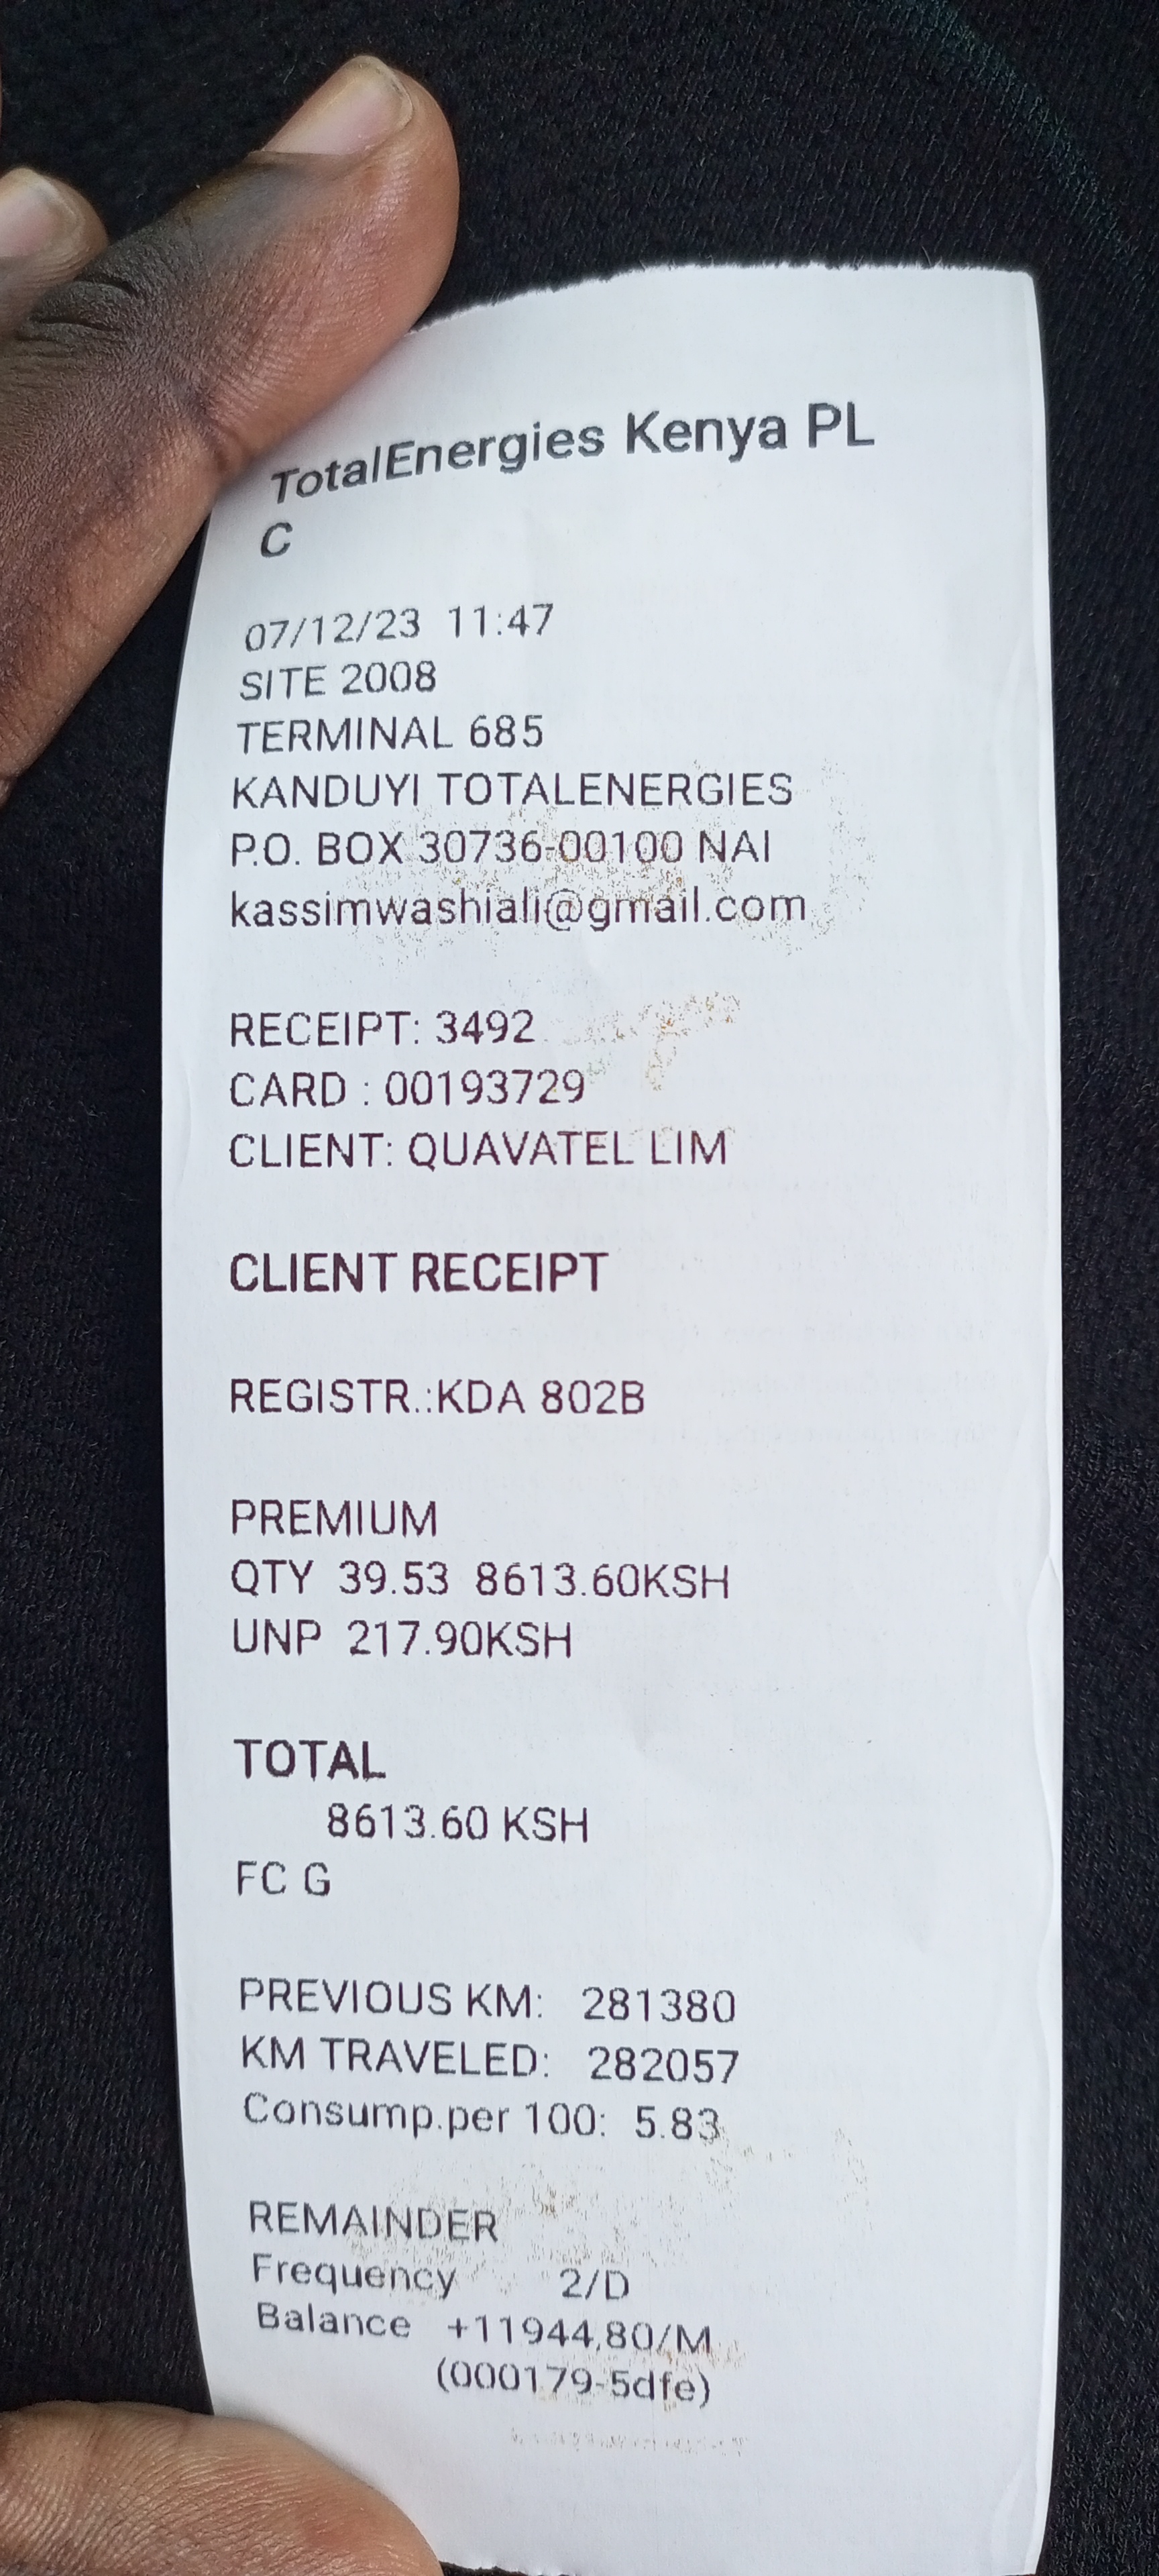 TotalEnergies Kenya PL
C
07/12/23 11:47
SITE 2008
TERMINAL 685
KANDUYI TOTALENERGIES
P.O. BOX 30736-00100 NAI
kassimwashiali@gmail.com
RECEIPT: 3492
CARD : 00193729
CLIENT: QUAVATEL LIM
CLIENT RECEIPT
REGISTR.:KDA 802B
PREMIUM
QTY 39.53 8613.60KSH
UNP 217.90KSH
TOTAL
8613.60 KSH
FC G
PREVIOUS KM: 281380
KM TRAVELED: 282057
Consump.per 100: 5.83
REMAINDER
Frequency 2/D
Balance +11944,80/M
(000179-5dfe)